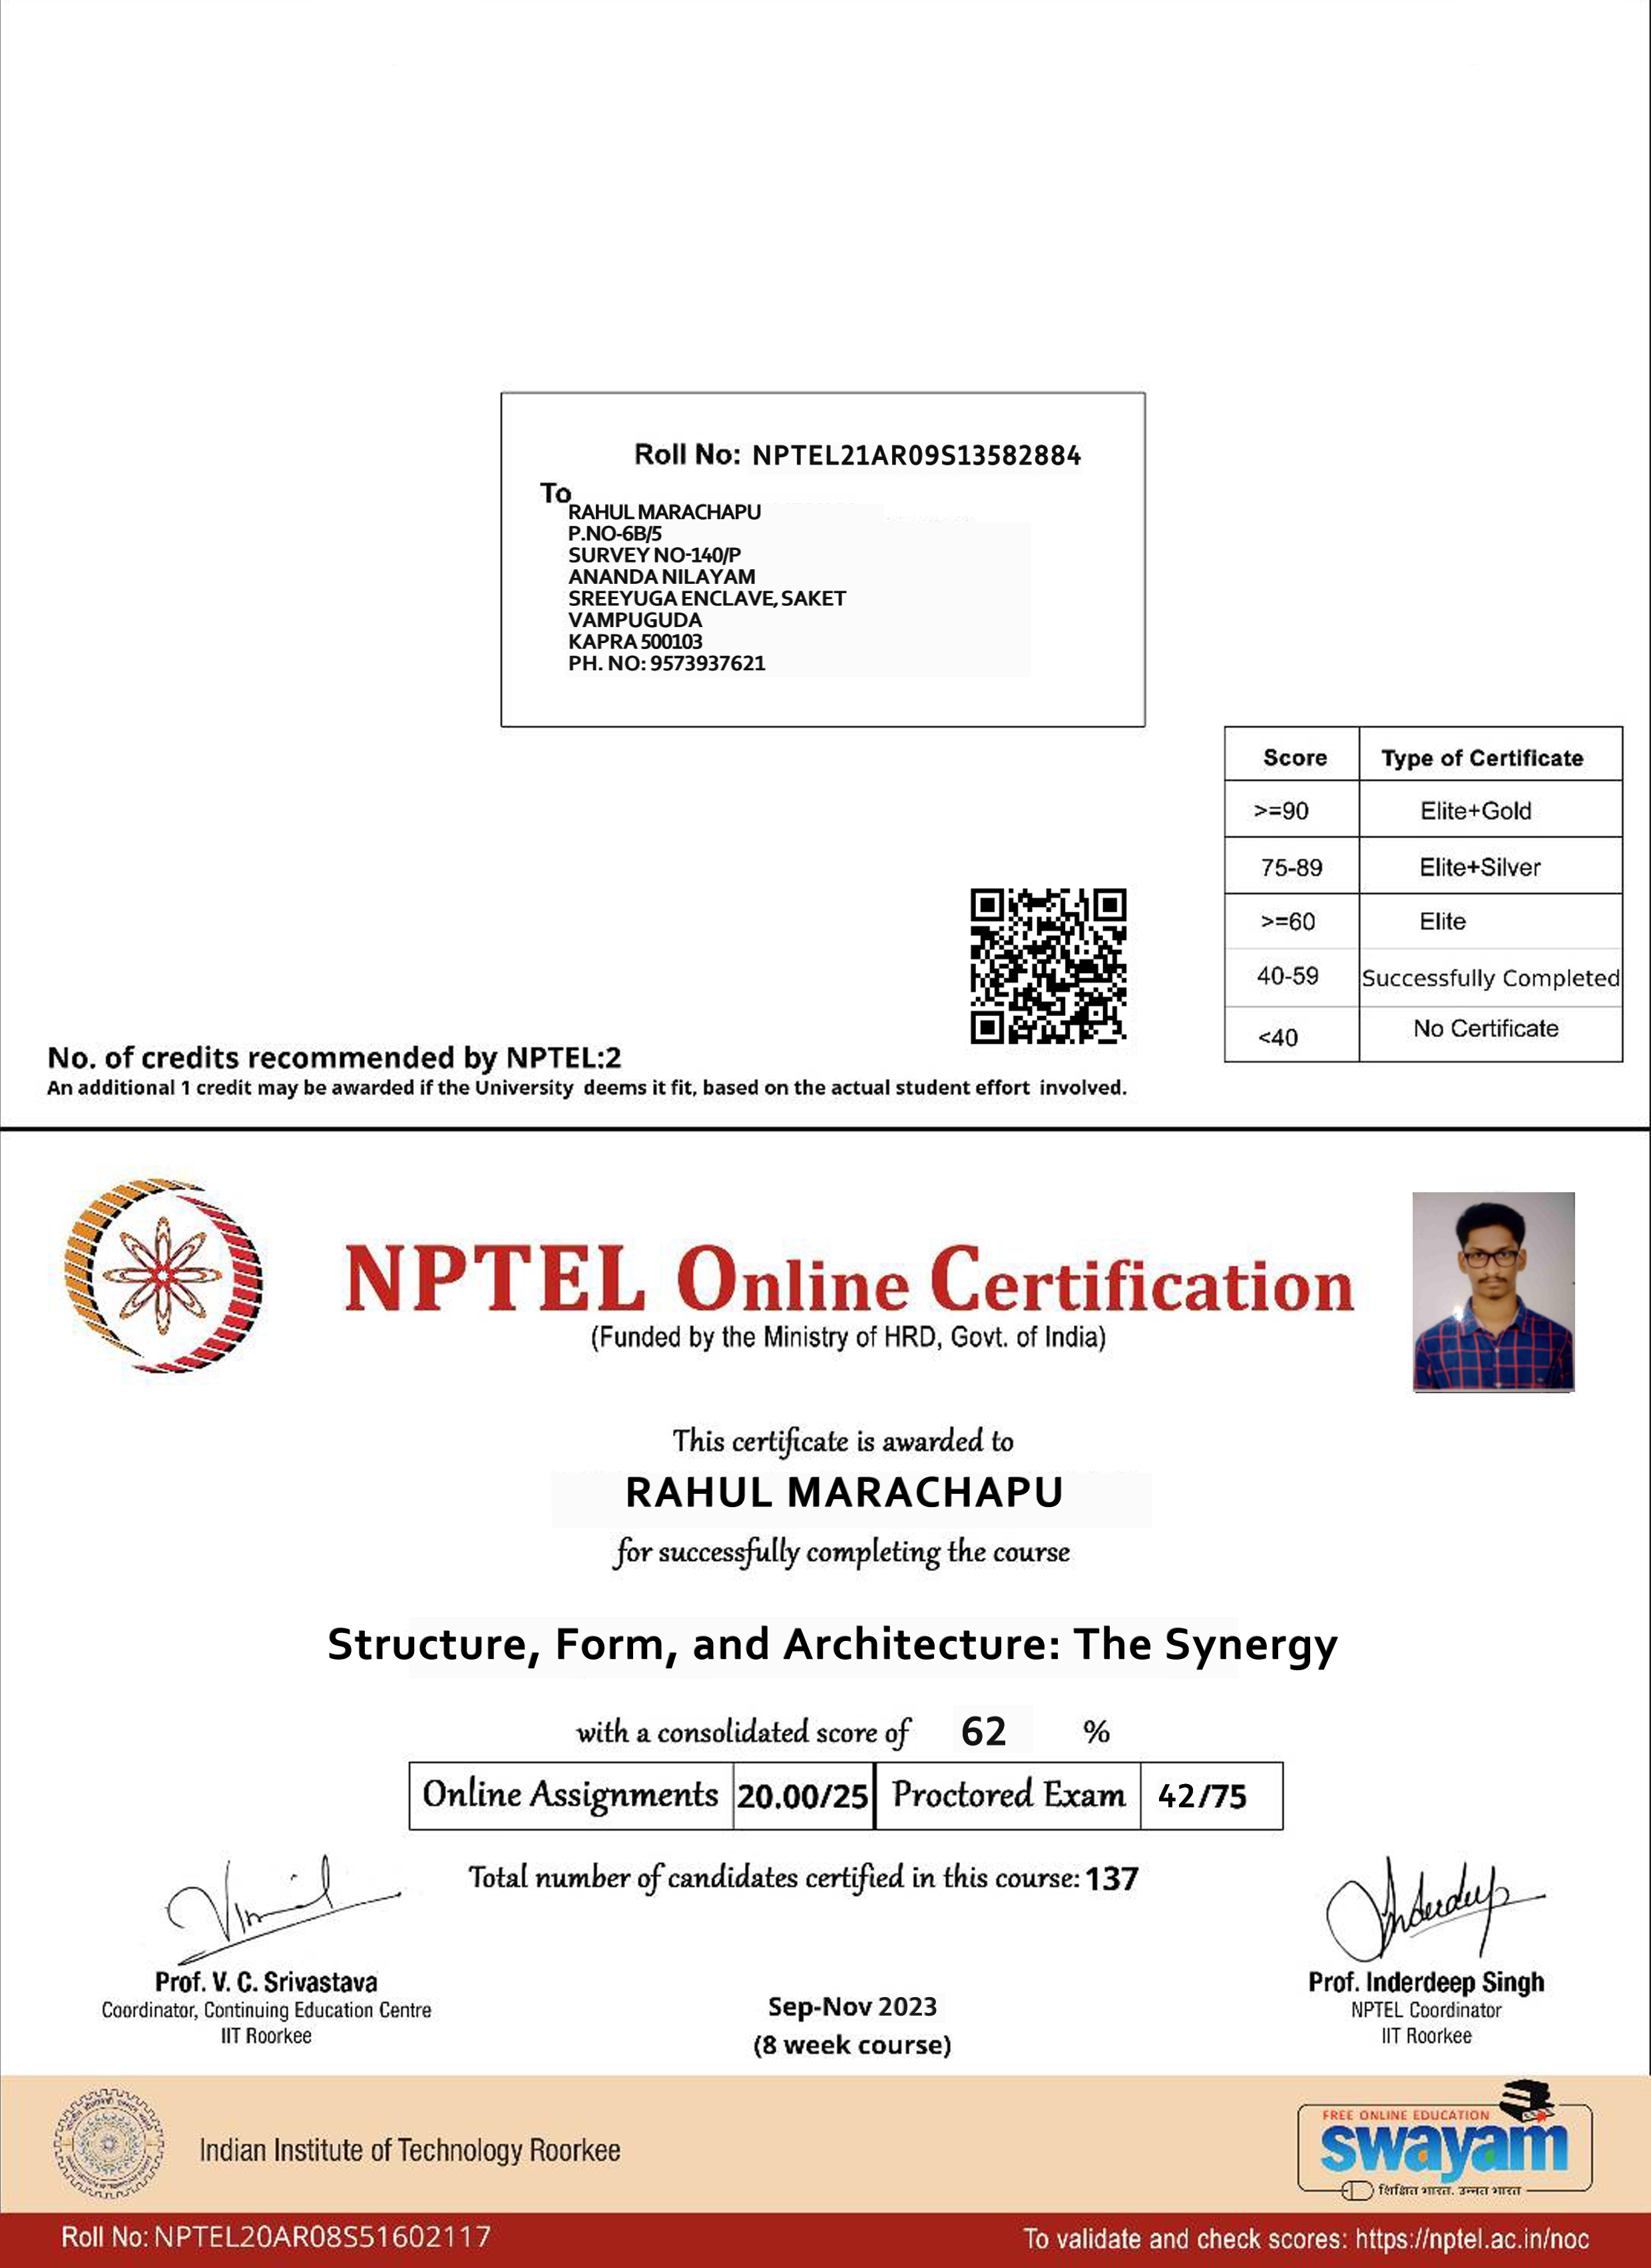 Roll No: NPTEL21AR09S13582884
To
RAHUL MARACHAPU
P.NO-6B/5
SURVEY NO-140/P
ANANDA NILAYAM
SREEYUGA ENCLAVE, SAKET
VAMPUGUDA
KAPRA 500103
PH. NO: 9573937621
Score Type of Certificate
>=90 Elite+Gold
75-89 Elite+Silver
>=60 Elite
40-59 Successfully Completed
<40 No Certificate
No. of credits recommended by NPTEL:2
An additional 1 credit may be awarded if the University deems it fit, based on the actual student effort involved.
NPTEL Online Certification
(Funded by the Ministry of HRD, Govt. of India)
This certificate is awarded to
RAHUL MARACHAPU
for successfully completing the course
Structure, Form, and Architecture: The Synergy
with a consolidated score of 62 %
Online Assignments 20.00/25 Proctored Exam 42/75
Total number of candidates certified in this course: 137
Prof. V. C. Srivastava
Coordinator, Continuing Education Centre
IIT Roorkee
Sep-Nov 2023
(8 week course)
Prof. Inderdeep Singh
NPTEL Coordinator
IIT Roorkee
Indian Institute of Technology Roorkee
FREE ONLINE EDUCATION
swayam
शिक्षित भारत, उन्नत भारत
Roll No: NPTEL20AR08S51602117
To validate and check scores: https://nptel.ac.in/noc